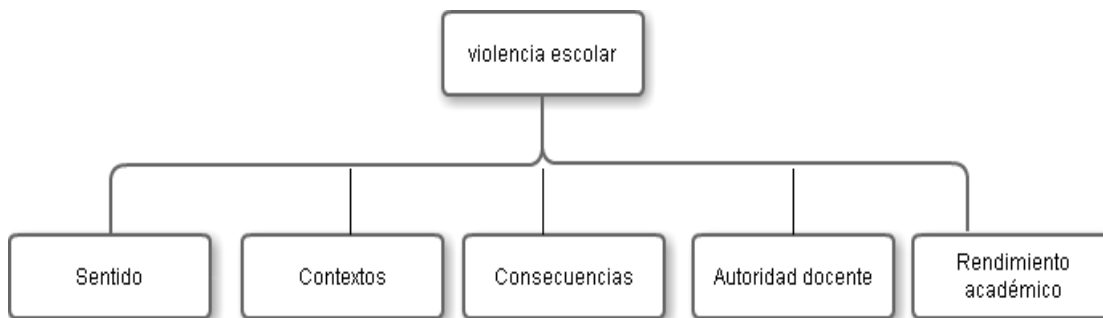 violencia escolar
Sentido
Contextos
Consecuencias
Autoridad docente
Rendimiento
académico